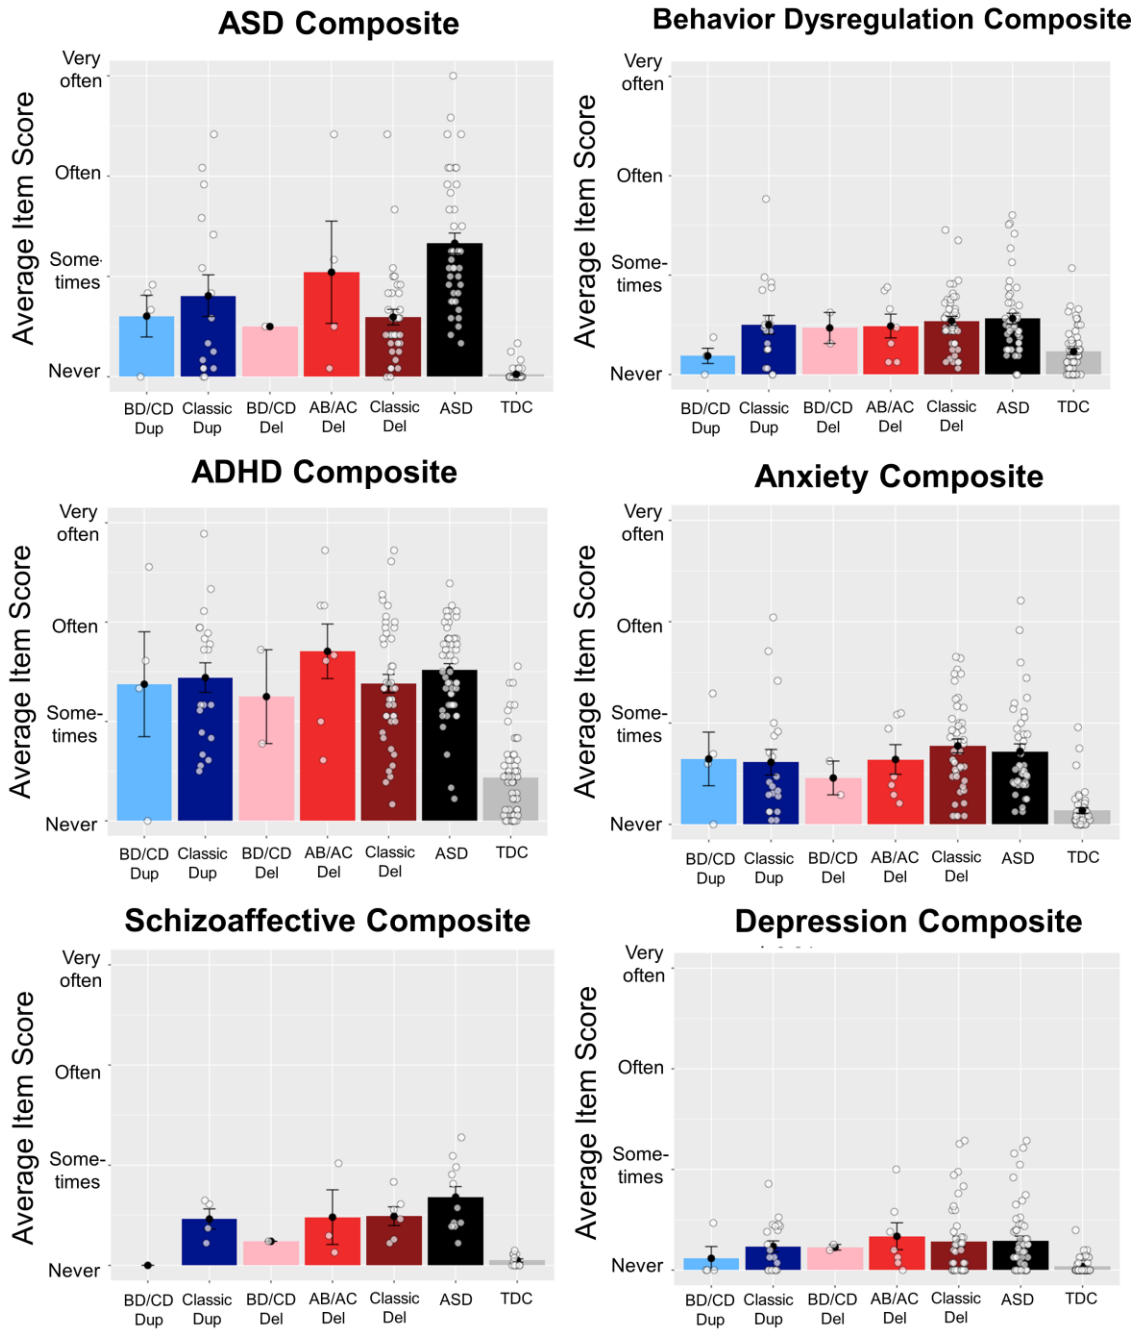 ASD Composite
Average Item Score
Very
often
Often
Some-
times
Never
BD/CD Classic BD/CD AB/AC Classic ASD TDC
Dup Dup Del Del Del
Behavior Dysregulation Composite
Average Item Score
Very
often
Often
Some-
times
Never
BD/CD Classic BD/CD AB/AC Classic ASD TDC
Dup Dup Del Del Del
ADHD Composite
Average Item Score
Very
often
Often
Some-
times
Never
BD/CD Classic BD/CD AB/AC Classic ASD TDC
Dup Dup Del Del Del
Anxiety Composite
Average Item Score
Very
often
Often
Some-
times
Never
BD/CD Classic BD/CD AB/AC Classic ASD TDC
Dup Dup Del Del Del
Schizoaffective Composite
Average Item Score
Very
often
Often
Some-
times
Never
BD/CD Classic BD/CD AB/AC Classic ASD TDC
Dup Dup Del Del Del
Depression Composite
Average Item Score
Very
often
Often
Some-
times
Never
BD/CD Classic BD/CD AB/AC Classic ASD TDC
Dup Dup Del Del Del